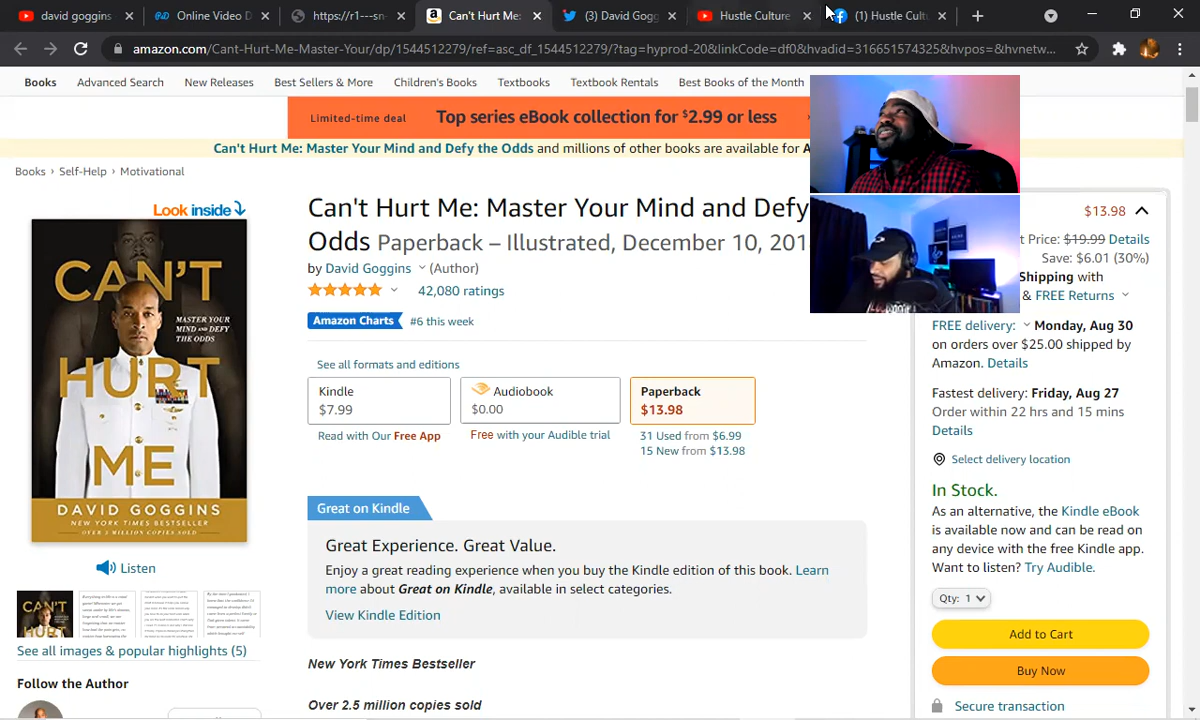 david goggins
Online Video D
https://r1---sn-
Can't Hurt Me:
(3) David Gogg
Hustle Culture
(1) Hustle Cult
amazon.com/Cant-Hurt-Me-Master-Your/dp/1544512279/ref=asc_df_1544512279/?tag=hyprod-20&linkCode=df0&hvadid=316651574325&hvpos=&hvnetw...
Books
Advanced Search
New Releases
Best Sellers & More
Children's Books
Textbooks
Textbook Rentals
Best Books of the Month
Limited-time deal
Top series eBook collection for $2.99 or less
Can't Hurt Me: Master Your Mind and Defy the Odds and millions of other books are available for A
Books › Self-Help › Motivational
Look inside
CAN'T
HURT
ME
MASTER YOUR
MIND AND DEFY
THE ODDS
DAVID GOGGINS
NEW YORK TIMES BESTSELLER
OVER 2 MILLION COPIES SOLD
Listen
See all images & popular highlights (5)
Follow the Author
Can't Hurt Me: Master Your Mind and Defy
Odds Paperback – Illustrated, December 10, 201
by David Goggins (Author)
42,080 ratings
Amazon Charts #6 this week
See all formats and editions
Kindle
$7.99
Read with Our Free App
Audiobook
$0.00
Free with your Audible trial
Paperback
$13.98
31 Used from $6.99
15 New from $13.98
Great on Kindle
Great Experience. Great Value.
Enjoy a great reading experience when you buy the Kindle edition of this book. Learn
more about Great on Kindle, available in select categories.
View Kindle Edition
New York Times Bestseller
Over 2.5 million copies sold
$13.98
t Price: $19.99 Details
Save: $6.01 (30%)
Shipping with
& FREE Returns
FREE delivery: Monday, Aug 30
on orders over $25.00 shipped by
Amazon. Details
Fastest delivery: Friday, Aug 27
Order within 22 hrs and 15 mins
Details
Select delivery location
In Stock.
As an alternative, the Kindle eBook
is available now and can be read on
any device with the free Kindle app.
Want to listen? Try Audible.
Qty: 1
Add to Cart
Buy Now
Secure transaction